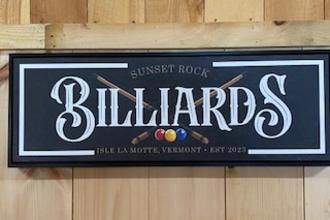 SUNSET ROCK
BILLIARDS
ISLE LA MOTTE, VERMONT • EST 2023